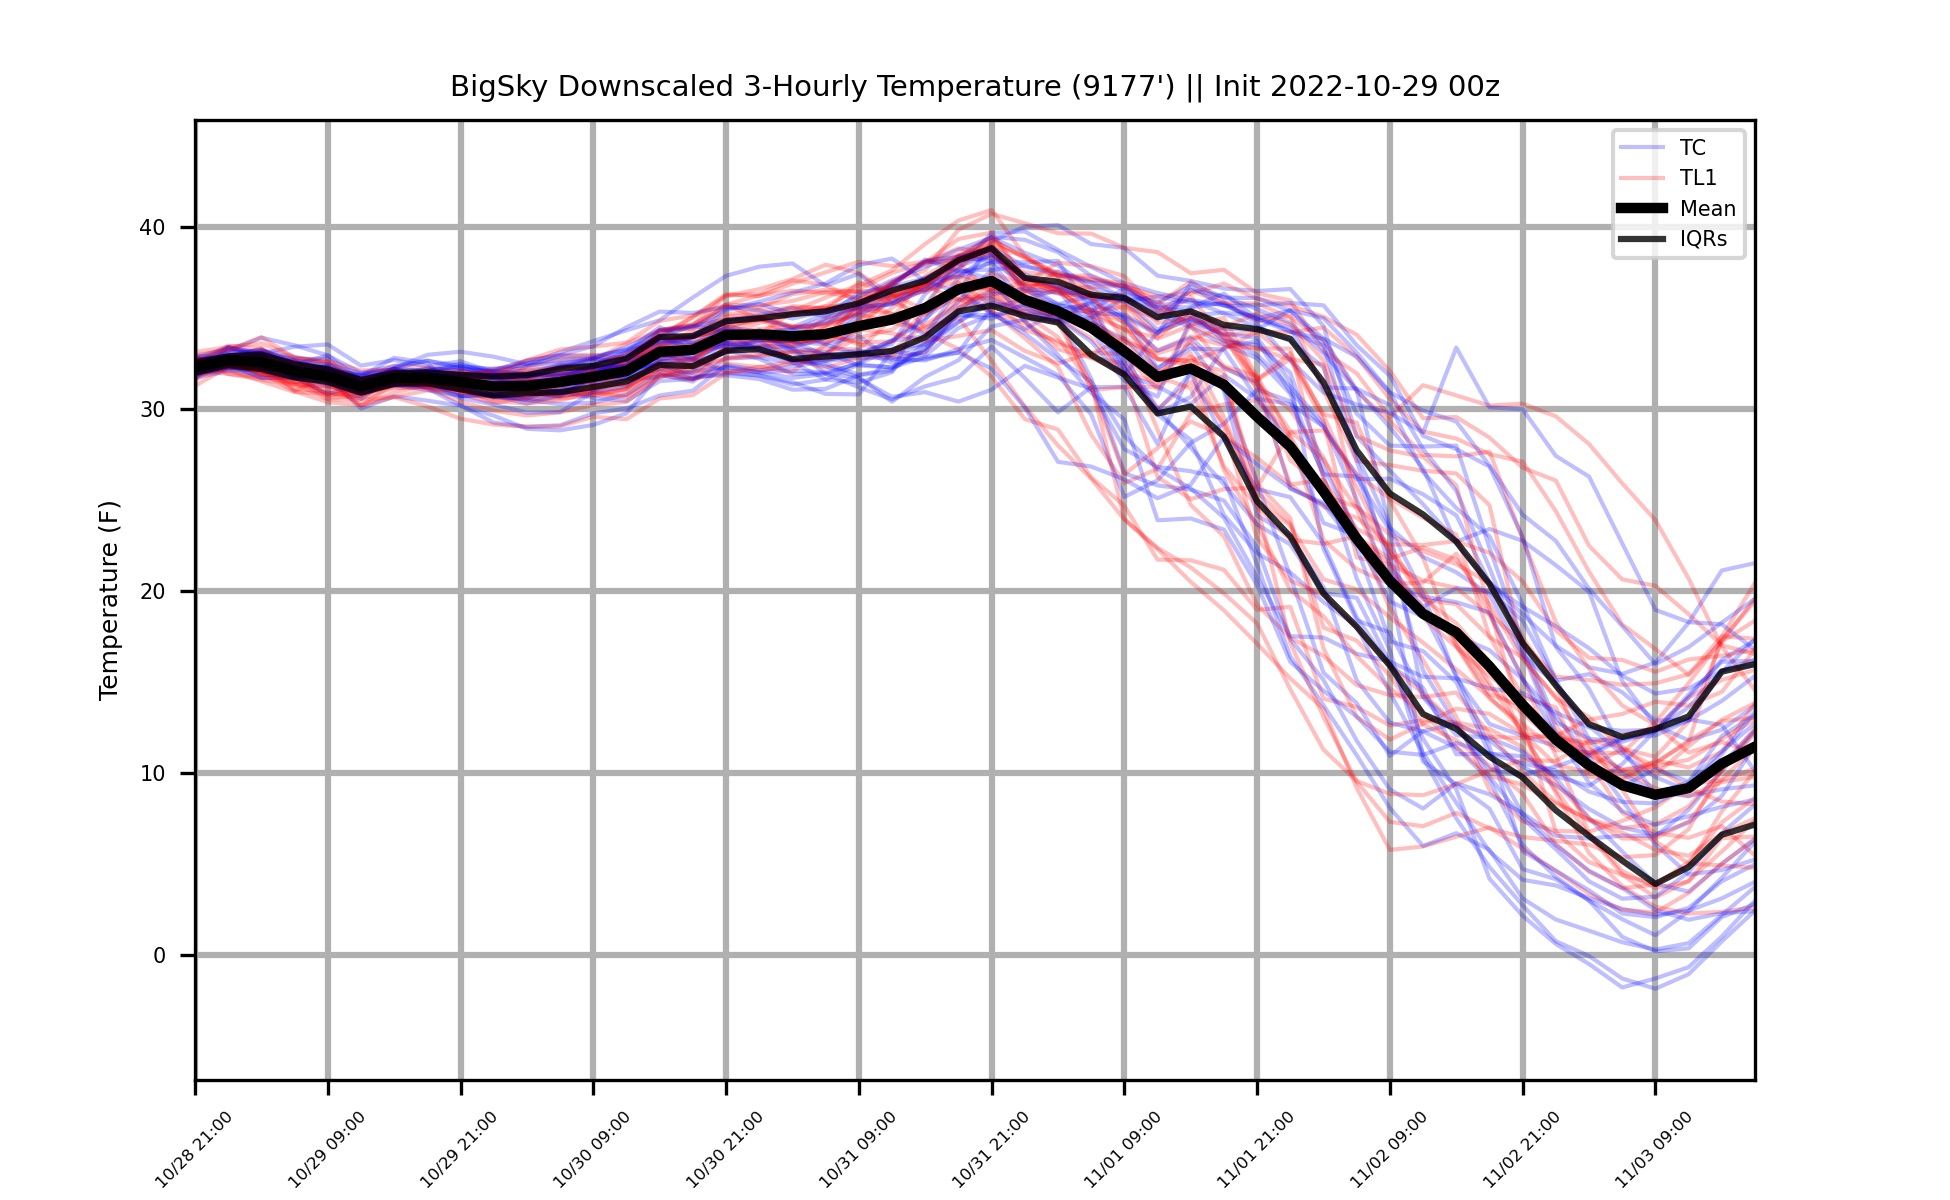 BigSky Downscaled 3-Hourly Temperature (9177') || Init 2022-10-29 00z
TC
TL1
Mean
IQRs
Temperature (F)
40
30
20
10
0
10/28 21:00
10/29 09:00
10/29 21:00
10/30 09:00
10/30 21:00
10/31 09:00
10/31 21:00
11/01 09:00
11/01 21:00
11/02 09:00
11/02 21:00
11/03 09:00